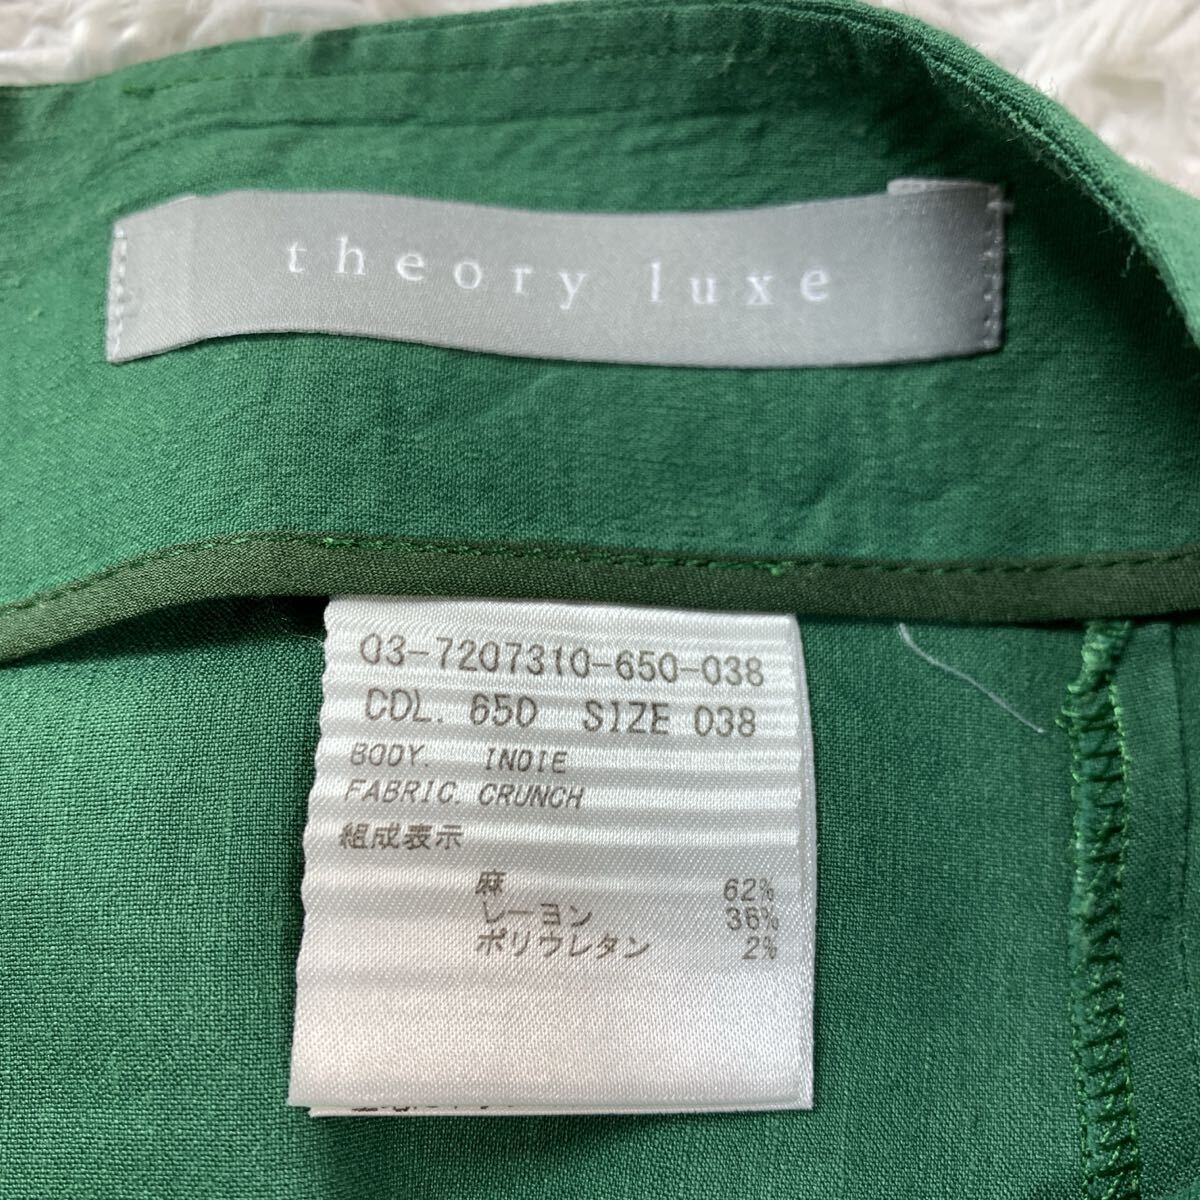 theory luxe
03-7207310-650-038
COL. 650 SIZE 038
BODY. INDIE
FABRIC. CRUNCH
組成表示
麻 62%
レーヨン 36%
ポリウレタン 2%